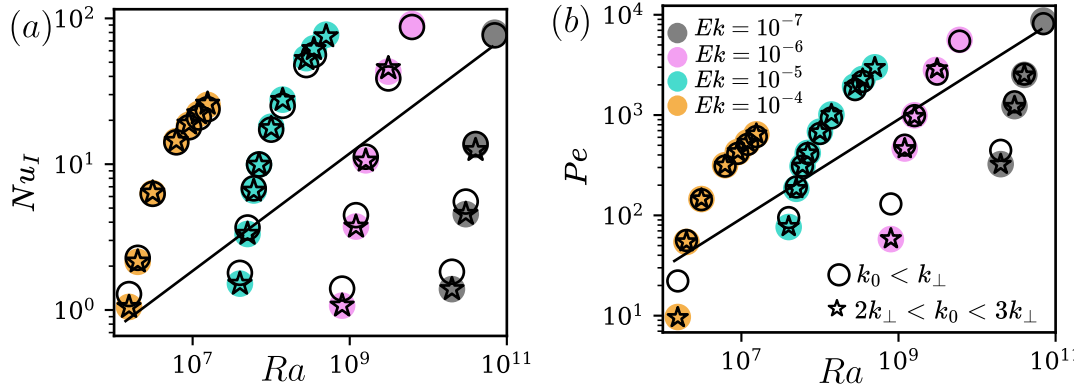 (a)
Nu_I
10^2
10^1
10^0
10^7
10^9
10^11
Ra
(b)
Pe
10^4
10^3
10^2
10^1
Ek = 10^-7
Ek = 10^-6
Ek = 10^-5
Ek = 10^-4
k_0 < k_⊥
2k_⊥ < k_0 < 3k_⊥
10^7
10^9
10^11
Ra